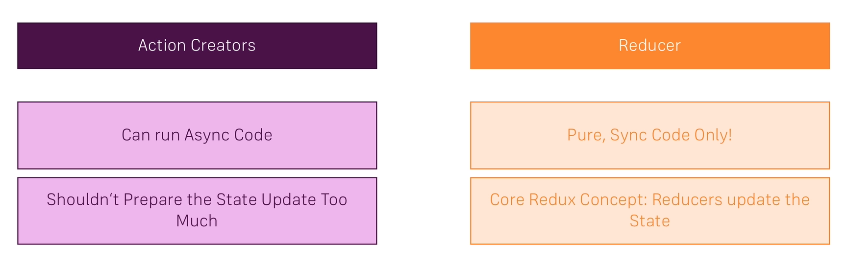 Action Creators
Reducer
Can run Async Code
Pure, Sync Code Only!
Shouldn't Prepare the State Update Too
Much
Core Redux Concept: Reducers update the
State